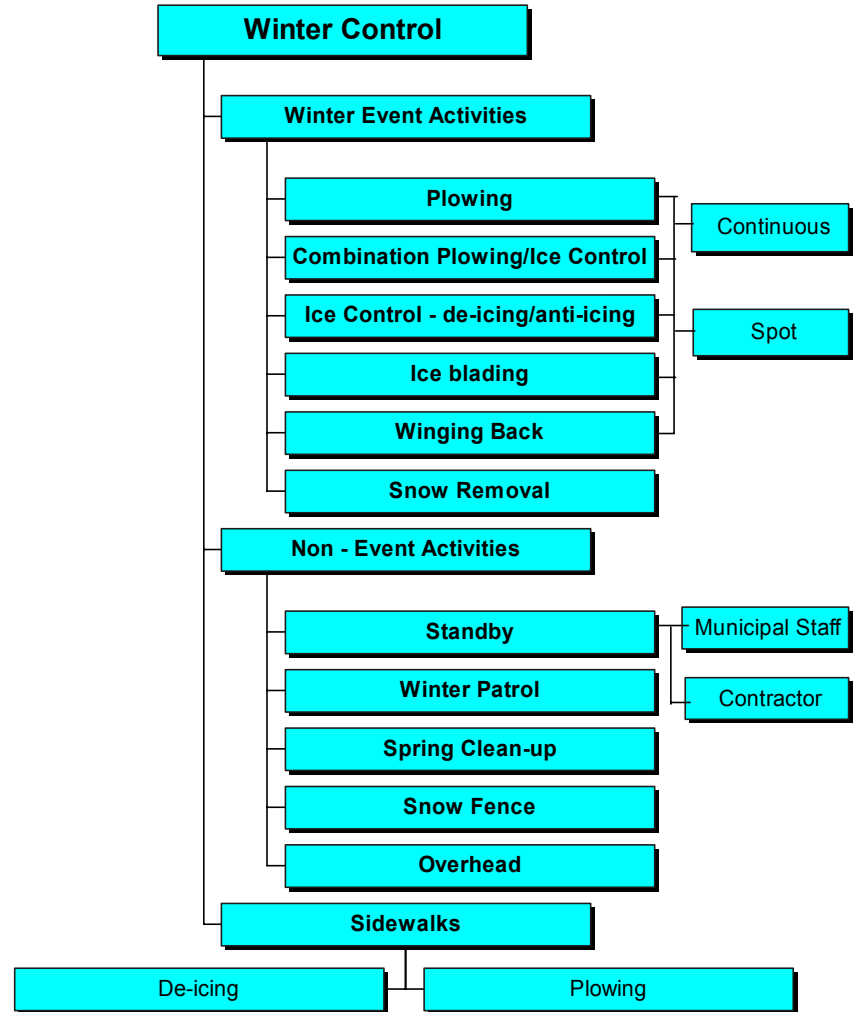 Winter Control
Winter Event Activities
Plowing
Continuous
Combination Plowing/Ice Control
Ice Control - de-icing/anti-icing
Spot
Ice blading
Winging Back
Snow Removal
Non - Event Activities
Standby
Municipal Staff
Winter Patrol
Contractor
Spring Clean-up
Snow Fence
Overhead
Sidewalks
De-icing
Plowing